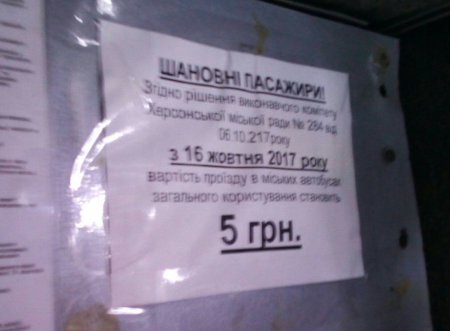 ШАНОВНІ ПАСАЖИРИ!
Згідно рішення виконавчого комітету
Херсонської міської ради № 284 від
06.10.217року
з 16 жовтня 2017 року
вартість проїзду в міських автобусах
загального користування становить
5 грн.